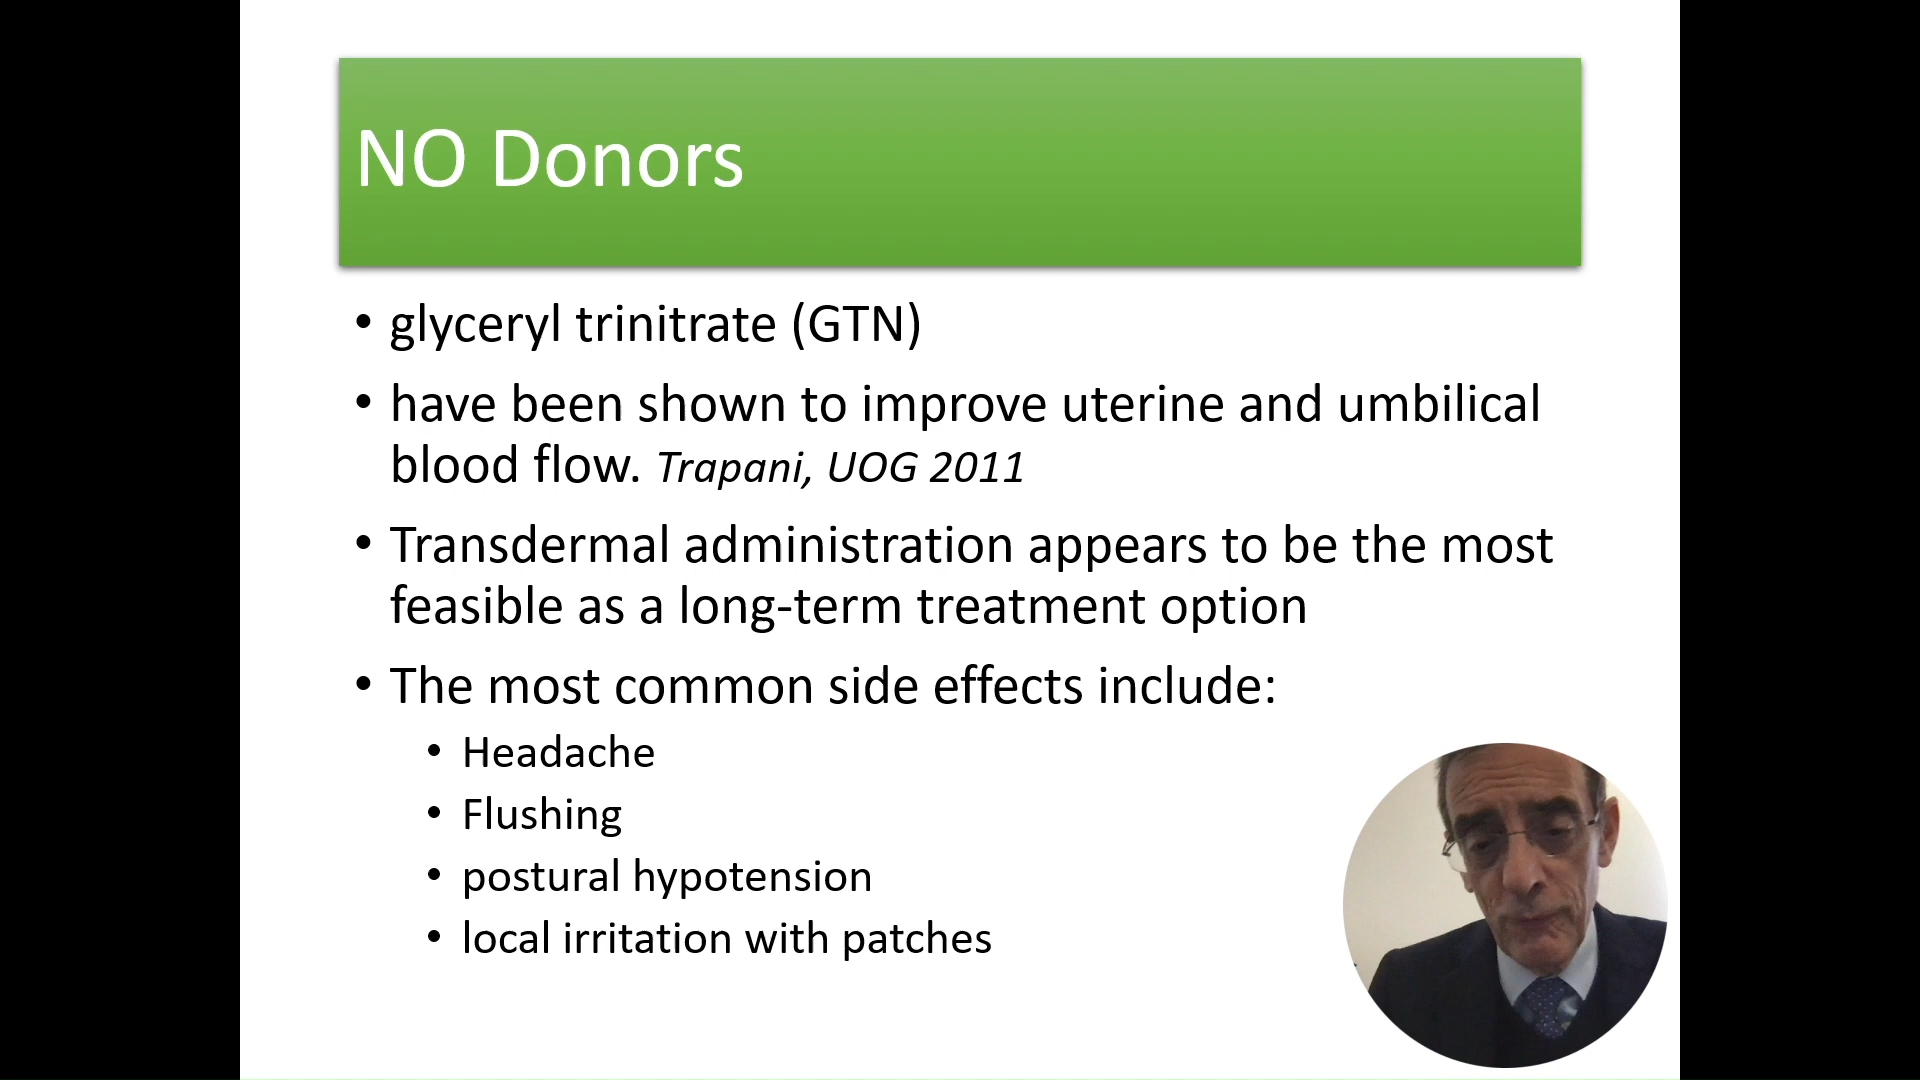 NO Donors
• glyceryl trinitrate (GTN)
• have been shown to improve uterine and umbilical
blood flow. Trapani, UOG 2011
• Transdermal administration appears to be the most
feasible as a long-term treatment option
• The most common side effects include:
• Headache
• Flushing
• postural hypotension
• local irritation with patches